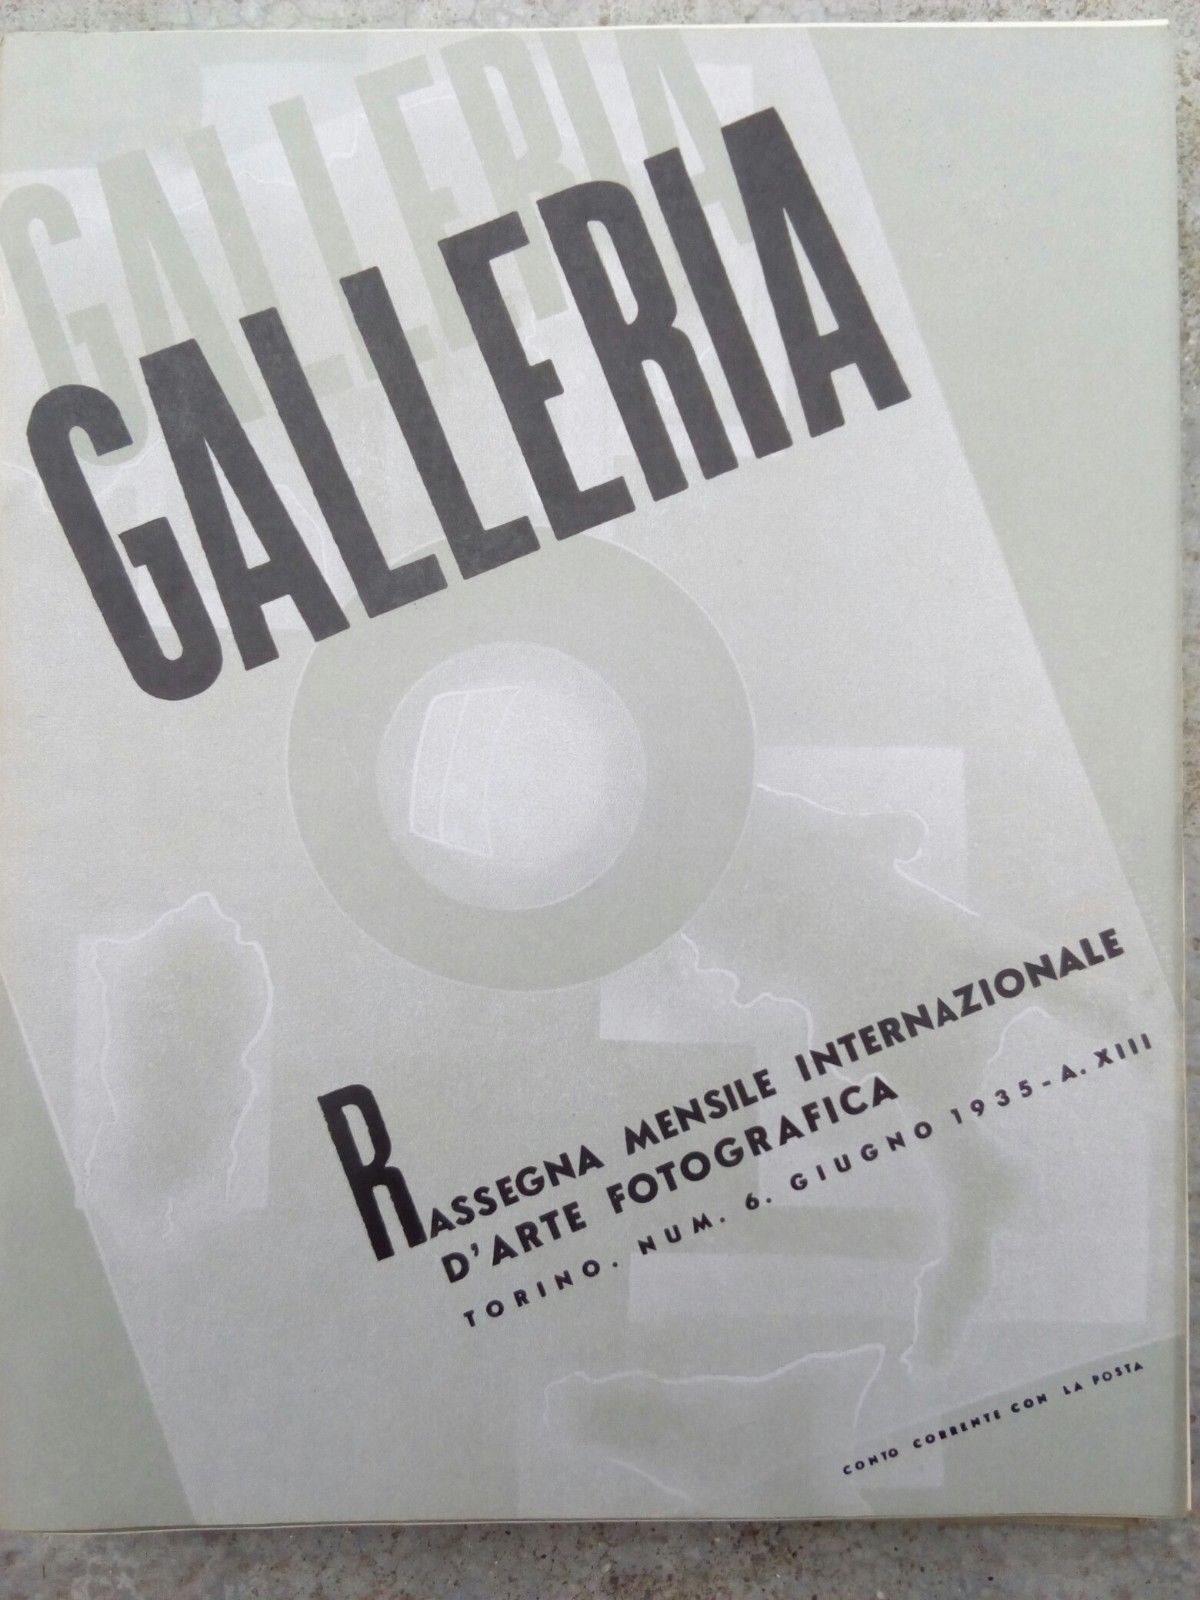 GALLERIA
GALLERIA
RASSEGNA MENSILE INTERNAZIONALE
D'ARTE FOTOGRAFICA
TORINO. NUM. 6. GIUGNO 1935-A. XIII
CONTO CORRENTE CON LA POSTA